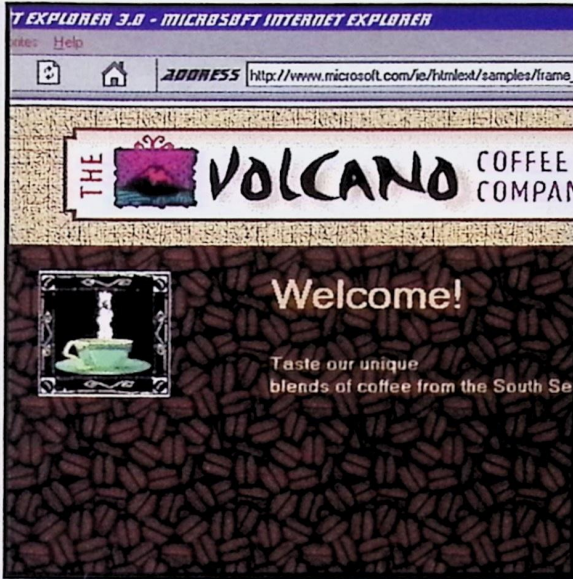 T EXPLORER 3.0 - MICROSOFT INTERNET EXPLORER
rites Help
ADDRESS http://www.microsoft.com/ie/htmlext/samples/frame_
THE VOLCANO COFFEE
COMPAN
Welcome!
Taste our unique
blends of coffee from the South Se